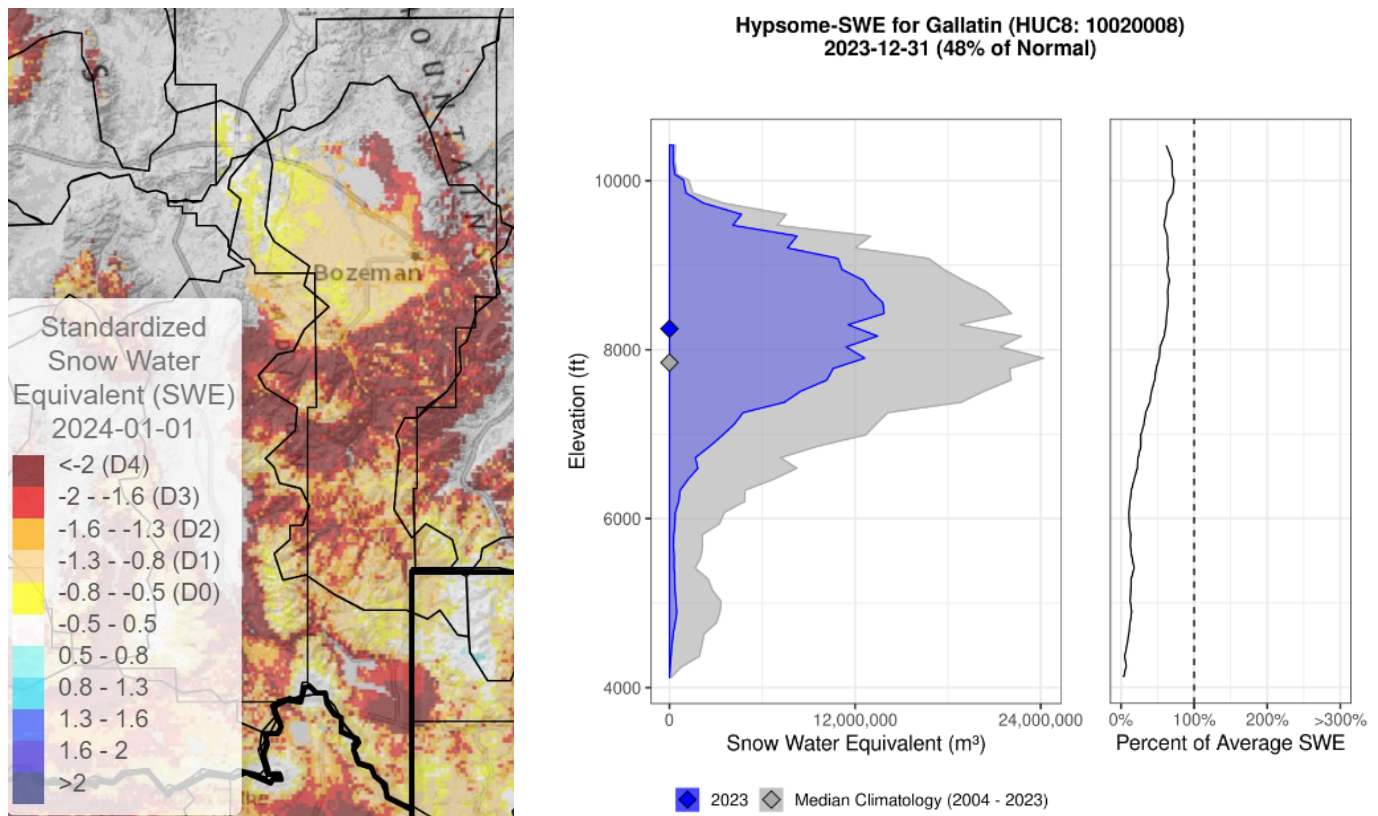 S
OUNTAINS
Bozeman
M
Standardized
Snow Water
Equivalent (SWE)
2024-01-01
<-2 (D4)
-2 - -1.6 (D3)
-1.6 - -1.3 (D2)
-1.3 - -0.8 (D1)
-0.8 - -0.5 (D0)
-0.5 - 0.5
0.5 - 0.8
0.8 - 1.3
1.3 - 1.6
1.6 - 2
>2
Hypsome-SWE for Gallatin (HUC8: 10020008)
2023-12-31 (48% of Normal)
Elevation (ft)
10000
8000
6000
4000
0 12,000,000 24,000,000
Snow Water Equivalent (m³)
0% 100% 200% >300%
Percent of Average SWE
2023 Median Climatology (2004 - 2023)